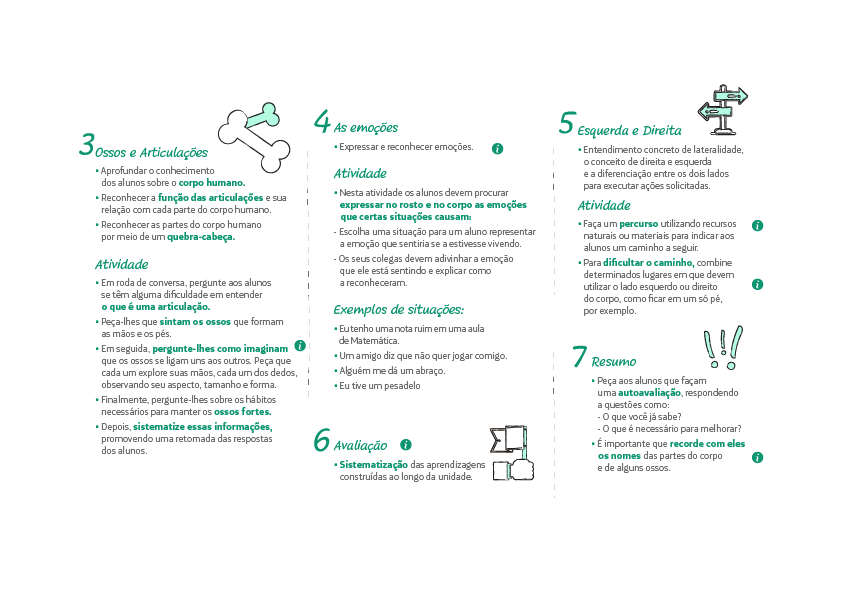 3 Ossos e Articulações
• Aprofundar o conhecimento
dos alunos sobre o corpo humano.
• Reconhecer a função das articulações e sua
relação com cada parte do corpo humano.
• Reconhecer as partes do corpo humano
por meio de um quebra-cabeça.
Atividade
• Em roda de conversa, pergunte aos alunos
se têm alguma dificuldade em entender
o que é uma articulação.
• Peça-lhes que sintam os ossos que formam
as mãos e os pés.
• Em seguida, pergunte-lhes como imaginam
que os ossos se ligam uns aos outros. Peça que
cada um explore suas mãos, cada um dos dedos,
observando seu aspecto, tamanho e forma.
• Finalmente, pergunte-lhes sobre os hábitos
necessários para manter os ossos fortes.
• Depois, sistematize essas informações,
promovendo uma retomada das respostas
dos alunos.
4 As emoções
• Expressar e reconhecer emoções.
Atividade
• Nesta atividade os alunos devem procurar
expressar no rosto e no corpo as emoções
que certas situações causam:
- Escolha uma situação para um aluno representar
a emoção que sentiria se a estivesse vivendo.
- Os seus colegas devem adivinhar a emoção
que ele está sentindo e explicar como
a reconheceram.
Exemplos de situações:
• Eu tenho uma nota ruim em uma aula
de Matemática.
• Um amigo diz que não quer jogar comigo.
• Alguém me dá um abraço.
• Eu tive um pesadelo
6 Avaliação
• Sistematização das aprendizagens
construídas ao longo da unidade.
5 Esquerda e Direita
• Entendimento concreto de lateralidade,
o conceito de direita e esquerda
e a diferenciação entre os dois lados
para executar ações solicitadas.
Atividade
• Faça um percurso utilizando recursos
naturais ou materiais para indicar aos
alunos um caminho a seguir.
• Para dificultar o caminho, combine
determinados lugares em que devem
utilizar o lado esquerdo ou direito
do corpo, como ficar em um só pé,
por exemplo.
7 Resumo
• Peça aos alunos que façam
uma autoavaliação, respondendo
a questões como:
- O que você já sabe?
- O que é necessário para melhorar?
• É importante que recorde com eles
os nomes das partes do corpo
e de alguns ossos.